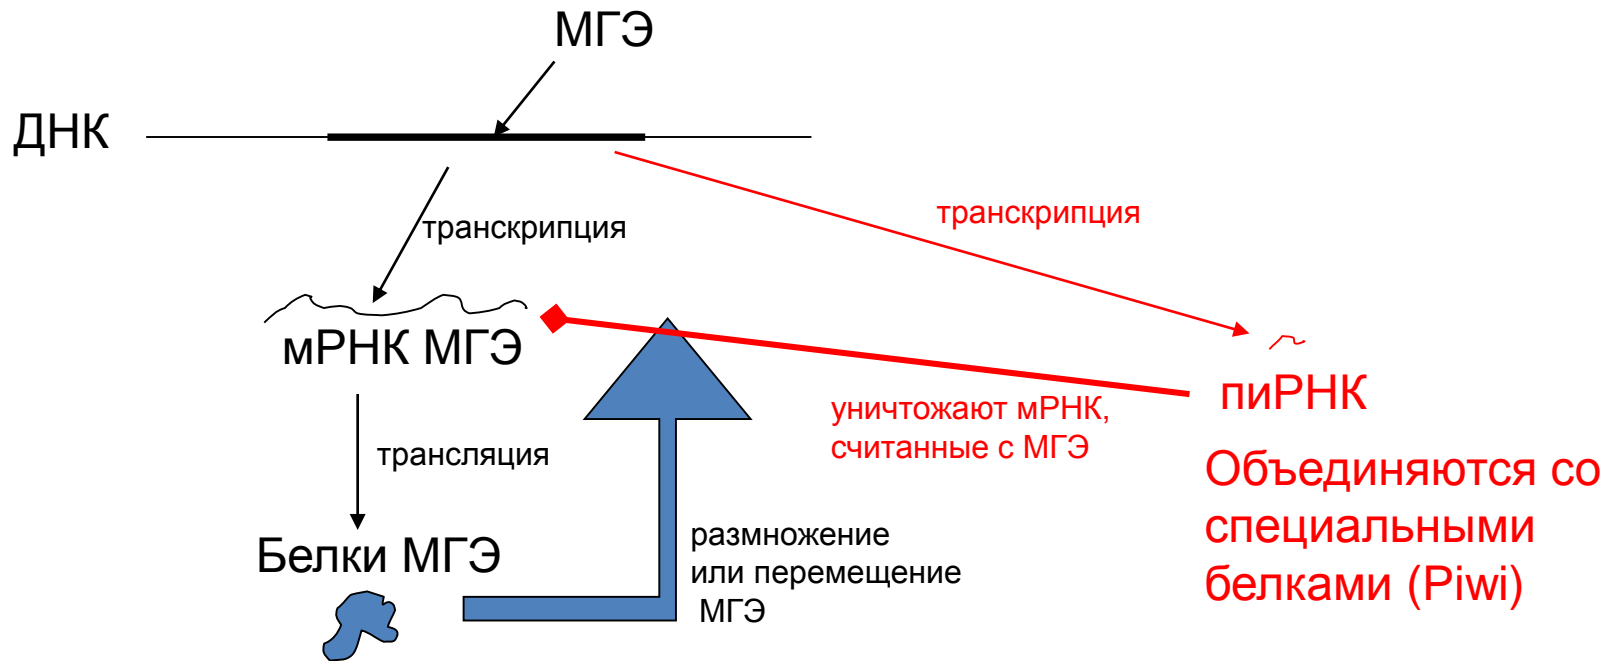 МГЭ
ДНК
транскрипция
транскрипция
мРНК МГЭ
пиРНК
уничтожают мРНК,
считанные с МГЭ
трансляция
Объединяются со
специальными
белками (Piwi)
Белки МГЭ
размножение
или перемещение
МГЭ